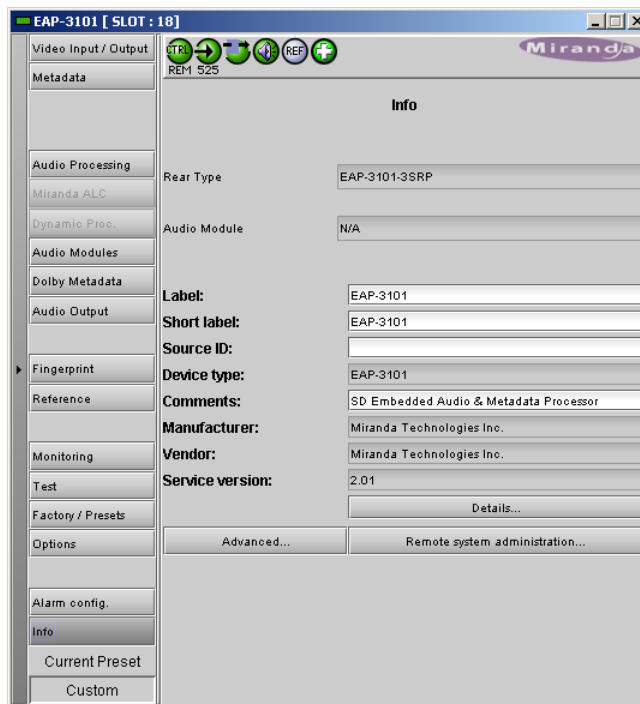 EAP-3101 [ SLOT : 18]
Video Input / Output
Metadata
Audio Processing
Miranda ALC
Dynamic Proc.
Audio Modules
Dolby Metadata
Audio Output
Fingerprint
Reference
Monitoring
Test
Factory / Presets
Options
Alarm config.
Info
Current Preset
Custom
CTRL REF
REM 525
Miranda
Info
Rear Type EAP-3101-3SRP
Audio Module N/A
Label: EAP-3101
Short label: EAP-3101
Source ID:
Device type: EAP-3101
Comments: SD Embedded Audio & Metadata Processor
Manufacturer: Miranda Technologies Inc.
Vendor: Miranda Technologies Inc.
Service version: 2.01
Details...
Advanced... Remote system administration...